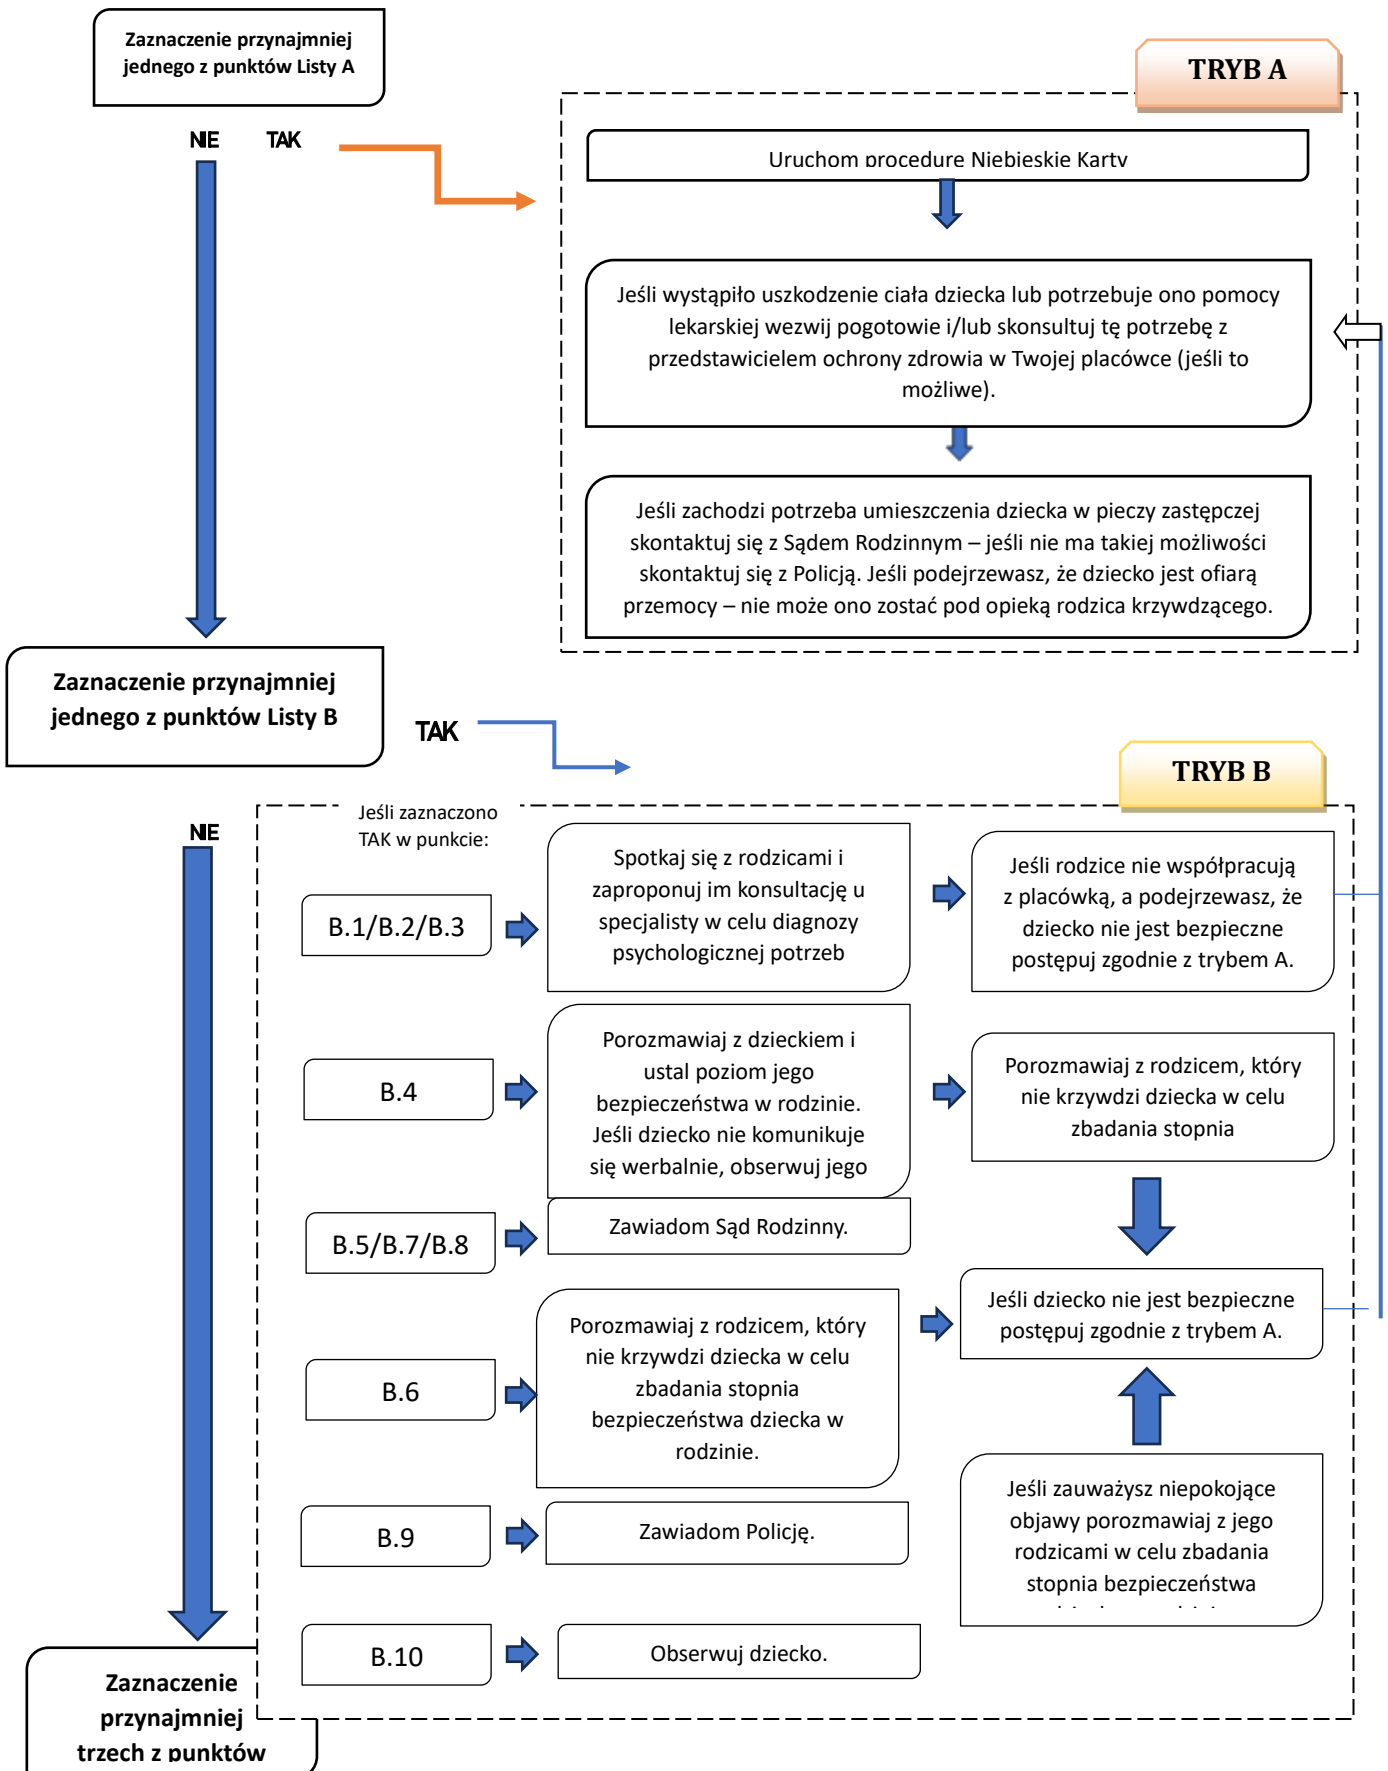 Zaznaczenie przynajmniej
jednego z punktów Listy A
TRYB A
NIE
TAK
Uruchom procedurę Niebieskie Karty
Jeśli wystąpiło uszkodzenie ciała dziecka lub potrzebuje ono pomocy
lekarskiej wezwij pogotowie i/lub skonsultuj tę potrzebę z
przedstawicielem ochrony zdrowia w Twojej placówce (jeśli to
możliwe).
Jeśli zachodzi potrzeba umieszczenia dziecka w pieczy zastępczej
skontaktuj się z Sądem Rodzinnym – jeśli nie ma takiej możliwości
skontaktuj się z Policją. Jeśli podejrzewasz, że dziecko jest ofiarą
przemocy – nie może ono zostać pod opieką rodzica krzywdzącego.
Zaznaczenie przynajmniej
jednego z punktów Listy B
TAK
TRYB B
NIE
Jeśli zaznaczono
TAK w punkcie:
B.1/B.2/B.3
Spotkaj się z rodzicami i
zaproponuj im konsultację u
specjalisty w celu diagnozy
psychologicznej potrzeb
Jeśli rodzice nie współpracują
z placówką, a podejrzewasz, że
dziecko nie jest bezpieczne
postępuj zgodnie z trybem A.
B.4
Porozmawiaj z dzieckiem i
ustal poziom jego
bezpieczeństwa w rodzinie.
Jeśli dziecko nie komunikuje
się werbalnie, obserwuj jego
Porozmawiaj z rodzicem, który
nie krzywdzi dziecka w celu
zbadania stopnia
B.5/B.7/B.8
Zawiadom Sąd Rodzinny.
Jeśli dziecko nie jest bezpieczne
postępuj zgodnie z trybem A.
B.6
Porozmawiaj z rodzicem, który
nie krzywdzi dziecka w celu
zbadania stopnia
bezpieczeństwa dziecka w
rodzinie.
B.9
Zawiadom Policję.
Jeśli zauważysz niepokojące
objawy porozmawiaj z jego
rodzicami w celu zbadania
stopnia bezpieczeństwa
B.10
Obserwuj dziecko.
Zaznaczenie
przynajmniej
trzech z punktów